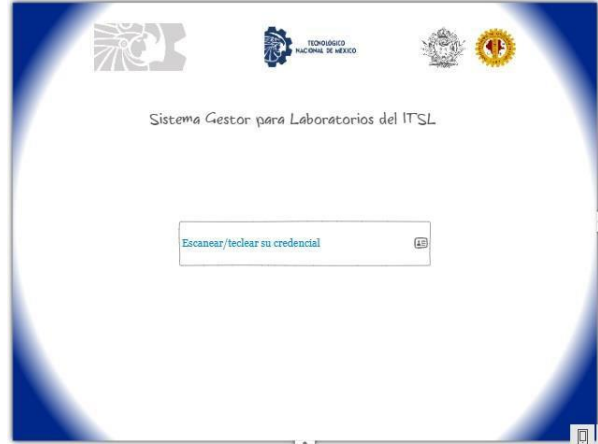 TECNOLÓGICO
NACIONAL DE MÉXICO
Sistema Gestor para Laboratorios del ITSL
Escanear/teclear su credencial